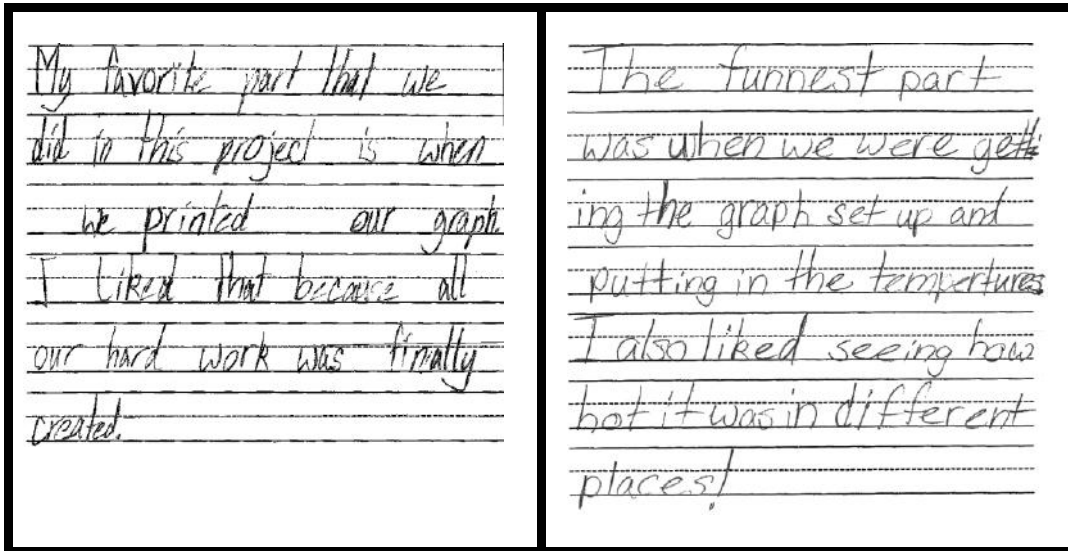 My favorite part that we
did in this project is when
we printed our graph.
I liked that because all
our hard work was finally
created.
The funnest part
was when we were gett
ing the graph set up and
putting in the tempertures
I also liked seeing how
hot it was in different
places!